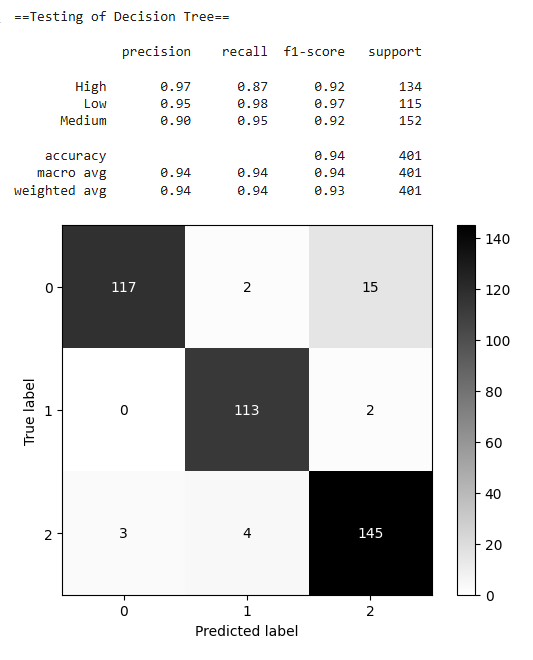 ==Testing of Decision Tree==
precision recall f1-score support
High 0.97 0.87 0.92 134
Low 0.95 0.98 0.97 115
Medium 0.90 0.95 0.92 152
accuracy 0.94 401
macro avg 0.94 0.94 0.94 401
weighted avg 0.94 0.94 0.93 401
0 117 2 15
1 0 113 2
2 3 4 145
0 1 2
True label
Predicted label
140
120
100
80
60
40
20
0